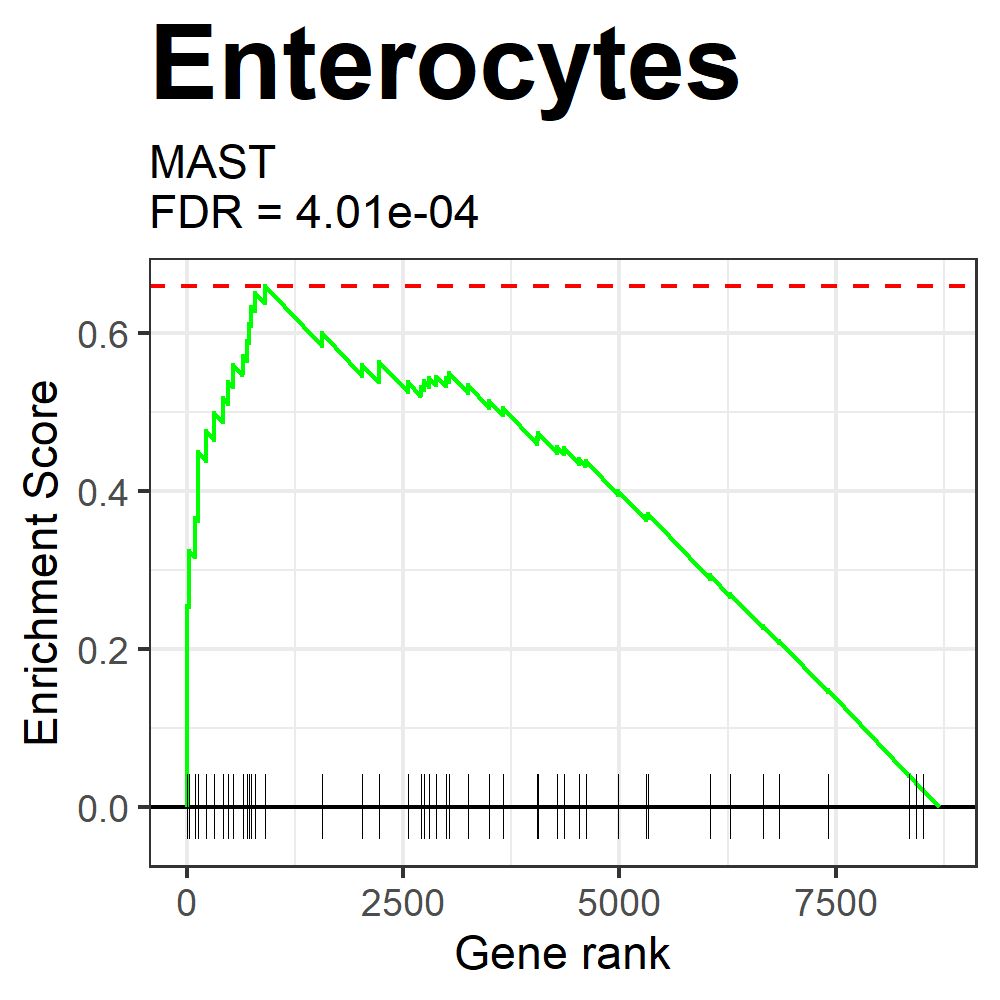 Enterocytes
MAST
FDR = 4.01e-04
Enrichment Score
0.6
0.4
0.2
0.0
0 2500 5000 7500
Gene rank